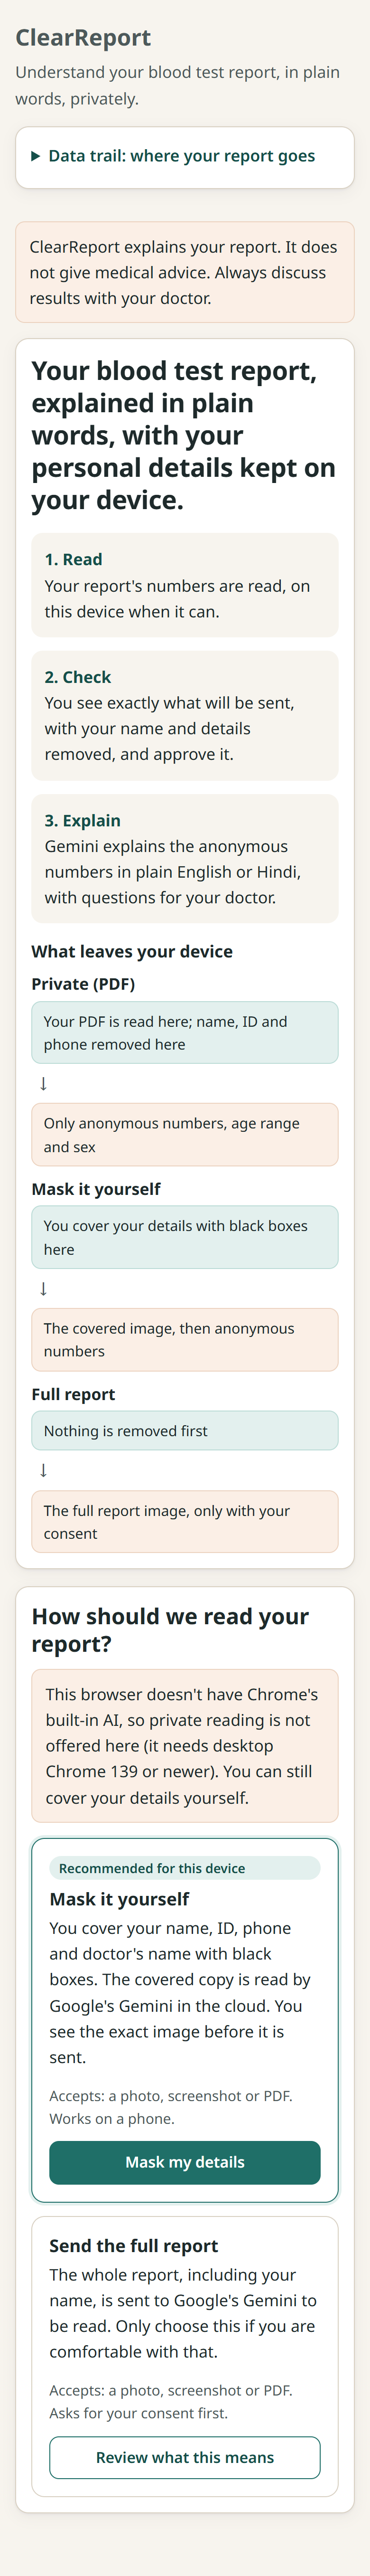 ClearReport
Understand your blood test report, in plain
words, privately.
▶ Data trail: where your report goes
ClearReport explains your report. It does
not give medical advice. Always discuss
results with your doctor.
Your blood test report,
explained in plain
words, with your
personal details kept on
your device.
1. Read
Your report's numbers are read, on
this device when it can.
2. Check
You see exactly what will be sent,
with your name and details
removed, and approve it.
3. Explain
Gemini explains the anonymous
numbers in plain English or Hindi,
with questions for your doctor.
What leaves your device
Private (PDF)
Your PDF is read here; name, ID and
phone removed here
↓
Only anonymous numbers, age range
and sex
Mask it yourself
You cover your details with black boxes
here
↓
The covered image, then anonymous
numbers
Full report
Nothing is removed first
↓
The full report image, only with your
consent
How should we read your
report?
This browser doesn't have Chrome's
built-in AI, so private reading is not
offered here (it needs desktop
Chrome 139 or newer). You can still
cover your details yourself.
Recommended for this device
Mask it yourself
You cover your name, ID, phone
and doctor's name with black
boxes. The covered copy is read by
Google's Gemini in the cloud. You
see the exact image before it is
sent.
Accepts: a photo, screenshot or PDF.
Works on a phone.
Mask my details
Send the full report
The whole report, including your
name, is sent to Google's Gemini to
be read. Only choose this if you are
comfortable with that.
Accepts: a photo, screenshot or PDF.
Asks for your consent first.
Review what this means